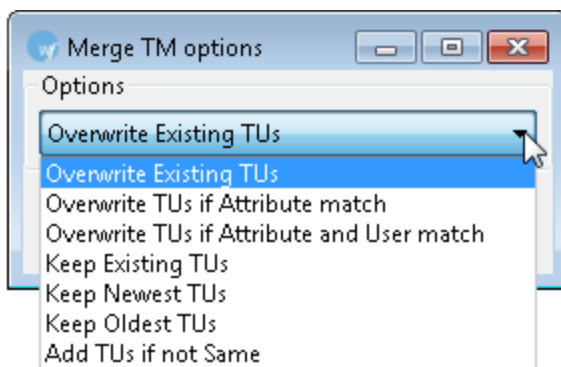 Merge TM options
Options
Overwrite Existing TUs
Overwrite Existing TUs
Overwrite TUs if Attribute match
Overwrite TUs if Attribute and User match
Keep Existing TUs
Keep Newest TUs
Keep Oldest TUs
Add TUs if not Same